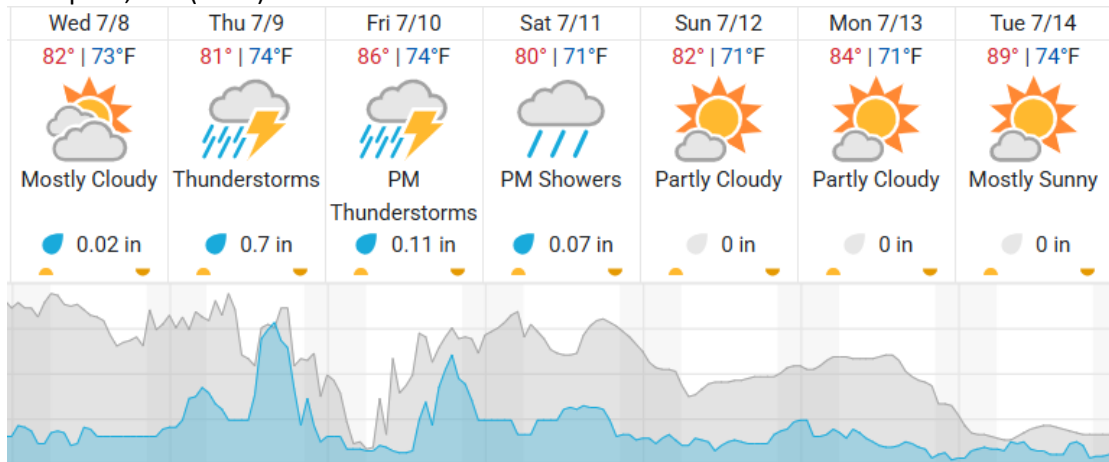 Wed 7/8 Thu 7/9 Fri 7/10 Sat 7/11 Sun 7/12 Mon 7/13 Tue 7/14
82° | 73°F 81° | 74°F 86° | 74°F 80° | 71°F 82° | 71°F 84° | 71°F 89° | 74°F
Mostly Cloudy Thunderstorms PM PM Showers Partly Cloudy Partly Cloudy Mostly Sunny
Thunderstorms
0.02 in 0.7 in 0.11 in 0.07 in 0 in 0 in 0 in